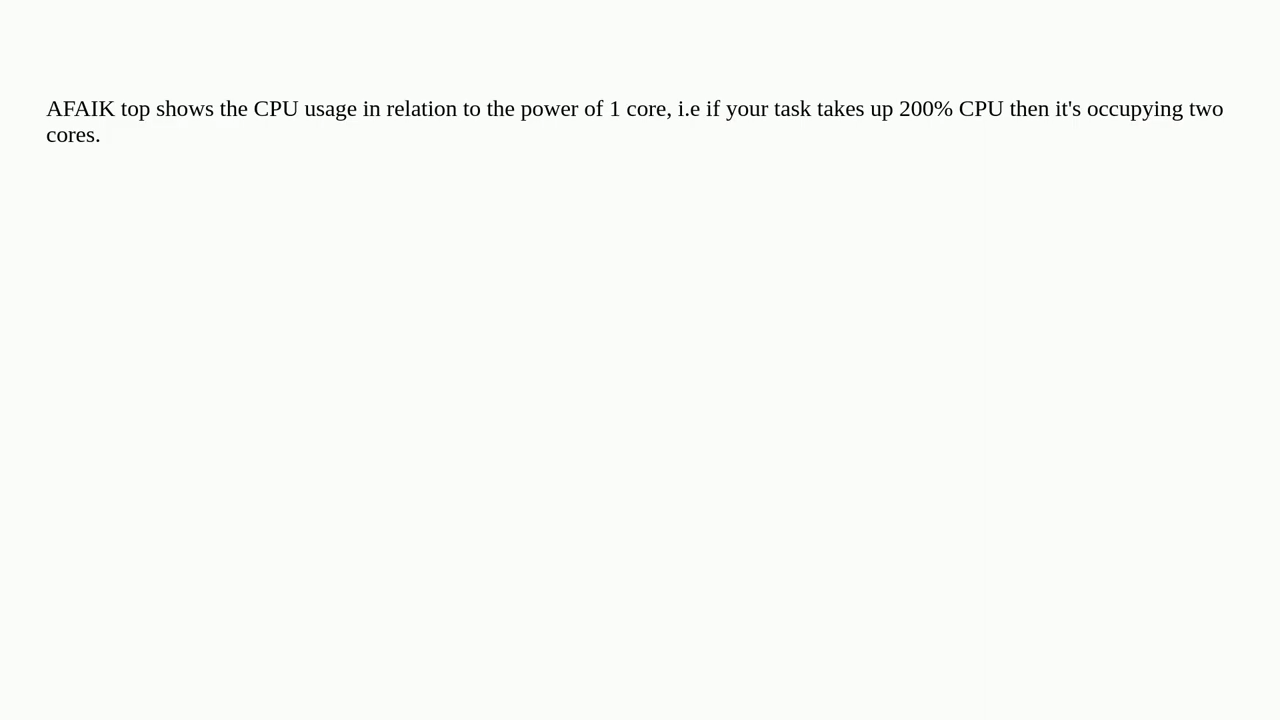 AFAIK top shows the CPU usage in relation to the power of 1 core, i.e if your task takes up 200% CPU then it's occupying two
cores.